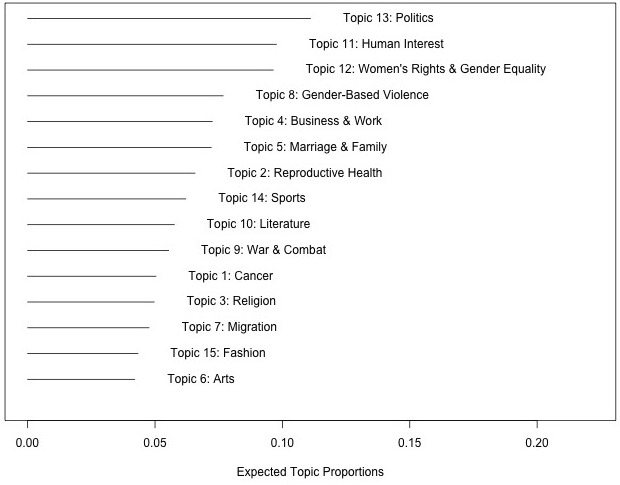 Topic 13: Politics
Topic 11: Human Interest
Topic 12: Women's Rights & Gender Equality
Topic 8: Gender-Based Violence
Topic 4: Business & Work
Topic 5: Marriage & Family
Topic 2: Reproductive Health
Topic 14: Sports
Topic 10: Literature
Topic 9: War & Combat
Topic 1: Cancer
Topic 3: Religion
Topic 7: Migration
Topic 15: Fashion
Topic 6: Arts
0.00 0.05 0.10 0.15 0.20
Expected Topic Proportions